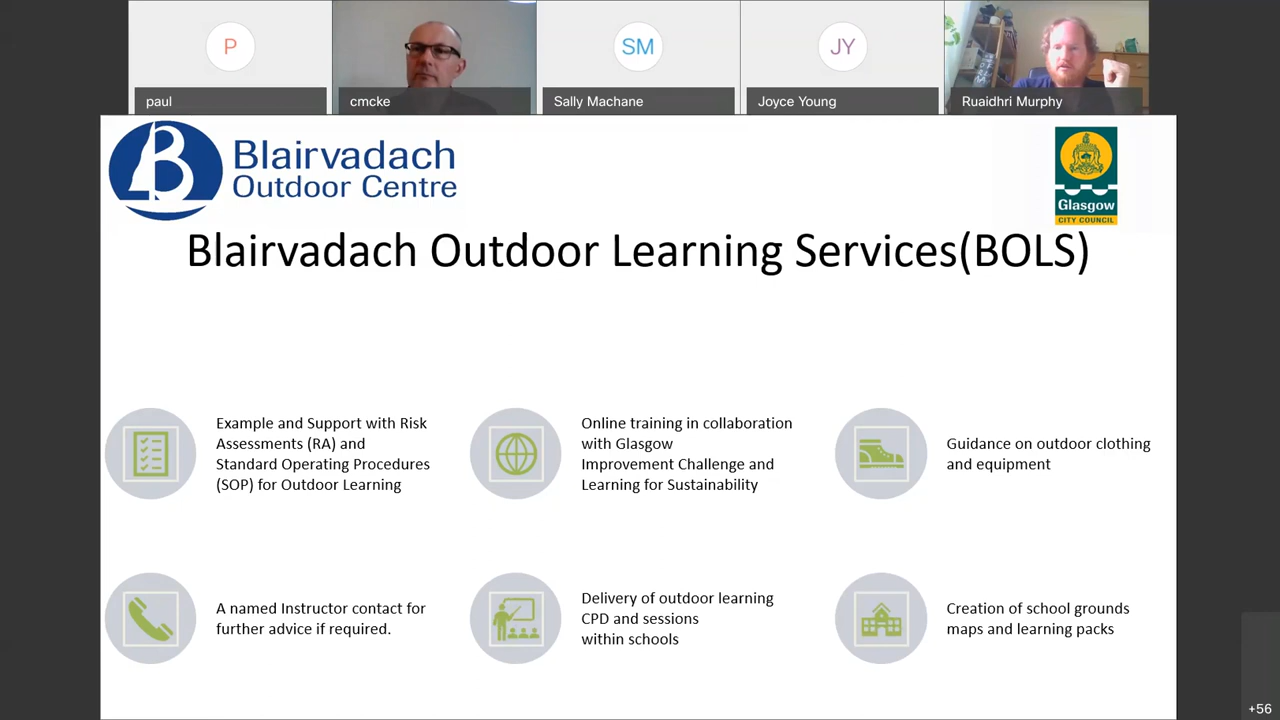 P
SM
JY
paul
cmcke
Sally Machane
Joyce Young
Ruaidhri Murphy
B
Blairvadach
Outdoor Centre
Glasgow
CITY COUNCIL
Blairvadach Outdoor Learning Services(BOLS)
Example and Support with Risk
Assessments (RA) and
Standard Operating Procedures
(SOP) for Outdoor Learning
Online training in collaboration
with Glasgow
Improvement Challenge and
Learning for Sustainability
Guidance on outdoor clothing
and equipment
A named Instructor contact for
further advice if required.
Delivery of outdoor learning
CPD and sessions
within schools
Creation of school grounds
maps and learning packs
+56